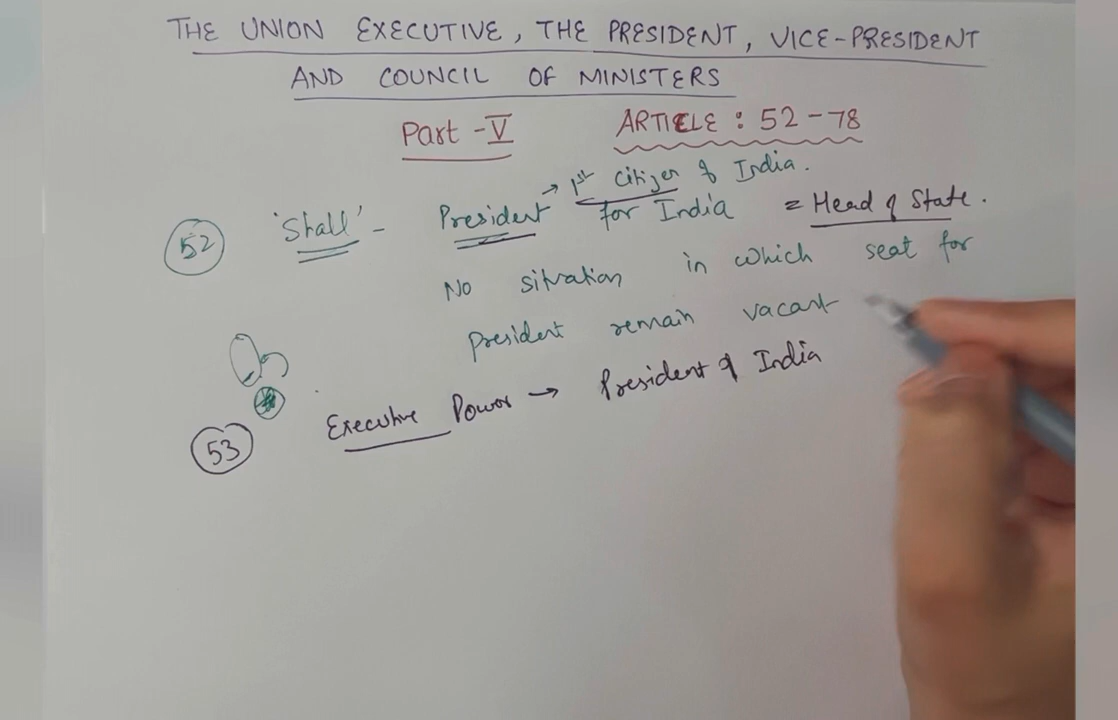 THE UNION EXECUTIVE, THE PRESIDENT, VICE-PRESIDENT
AND COUNCIL OF MINISTERS
Part -V ARTICLE : 52-78
→ 1st citizen of India.
52 'Shall' - President for India = Head of State.
No situation in which seat for
president remain vacant
53 Executive Power → President of India